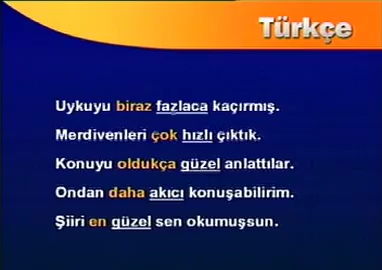 Türkçe
Uykuyu biraz fazlaca kaçırmış.
Merdivenleri çok hızlı çıktık.
Konuyu oldukça güzel anlattılar.
Ondan daha akıcı konuşabilirim.
Şiiri en güzel sen okumuşsun.